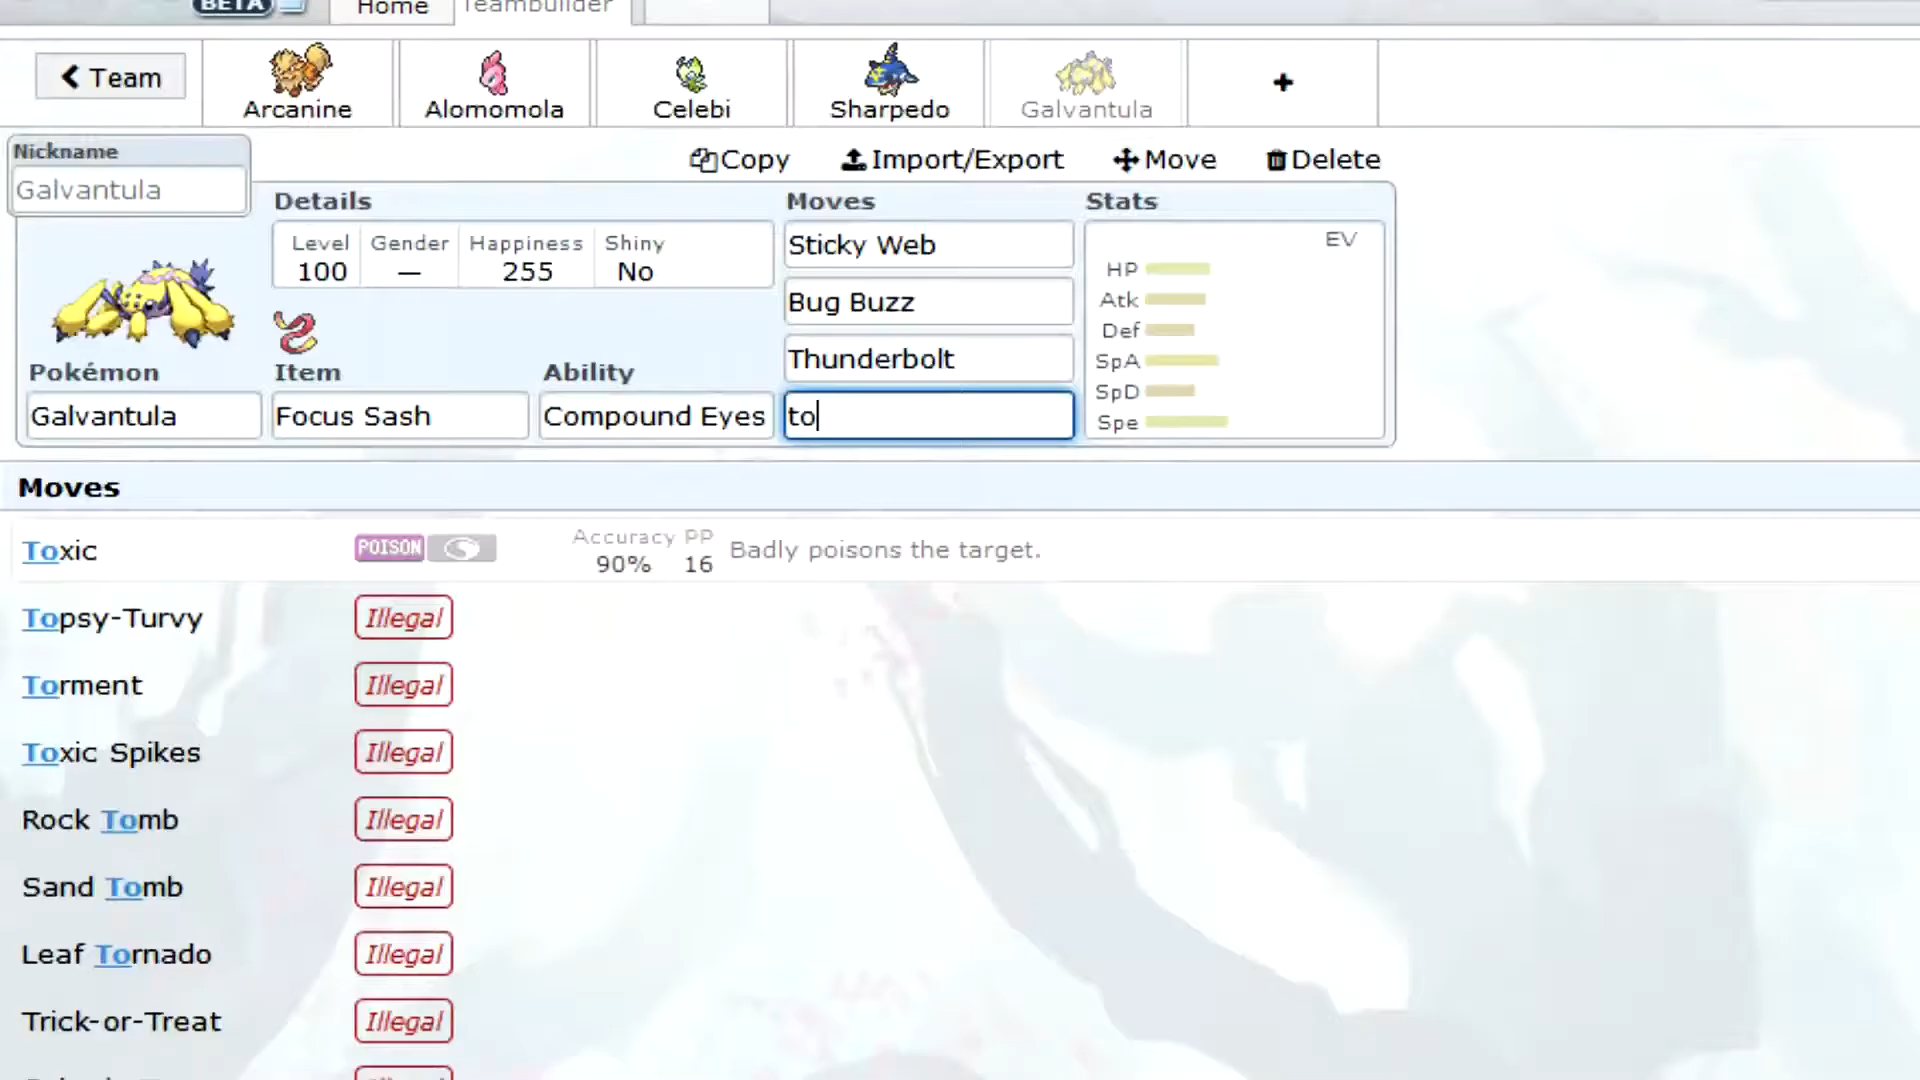 BETA Home Teambuilder
Team
Arcanine Alomomola Celebi Sharpedo Galvantula +
Nickname
Galvantula
Copy Import/Export Move Delete
Details Moves Stats
Level Gender Happiness Shiny
100 — 255 No
Sticky Web
Bug Buzz
Thunderbolt
to
EV
HP
Atk
Def
SpA
SpD
Spe
Pokémon Item Ability
Galvantula Focus Sash Compound Eyes
Moves
Toxic POISON Accuracy 90% PP 16 Badly poisons the target.
Topsy-Turvy Illegal
Torment Illegal
Toxic Spikes Illegal
Rock Tomb Illegal
Sand Tomb Illegal
Leaf Tornado Illegal
Trick-or-Treat Illegal